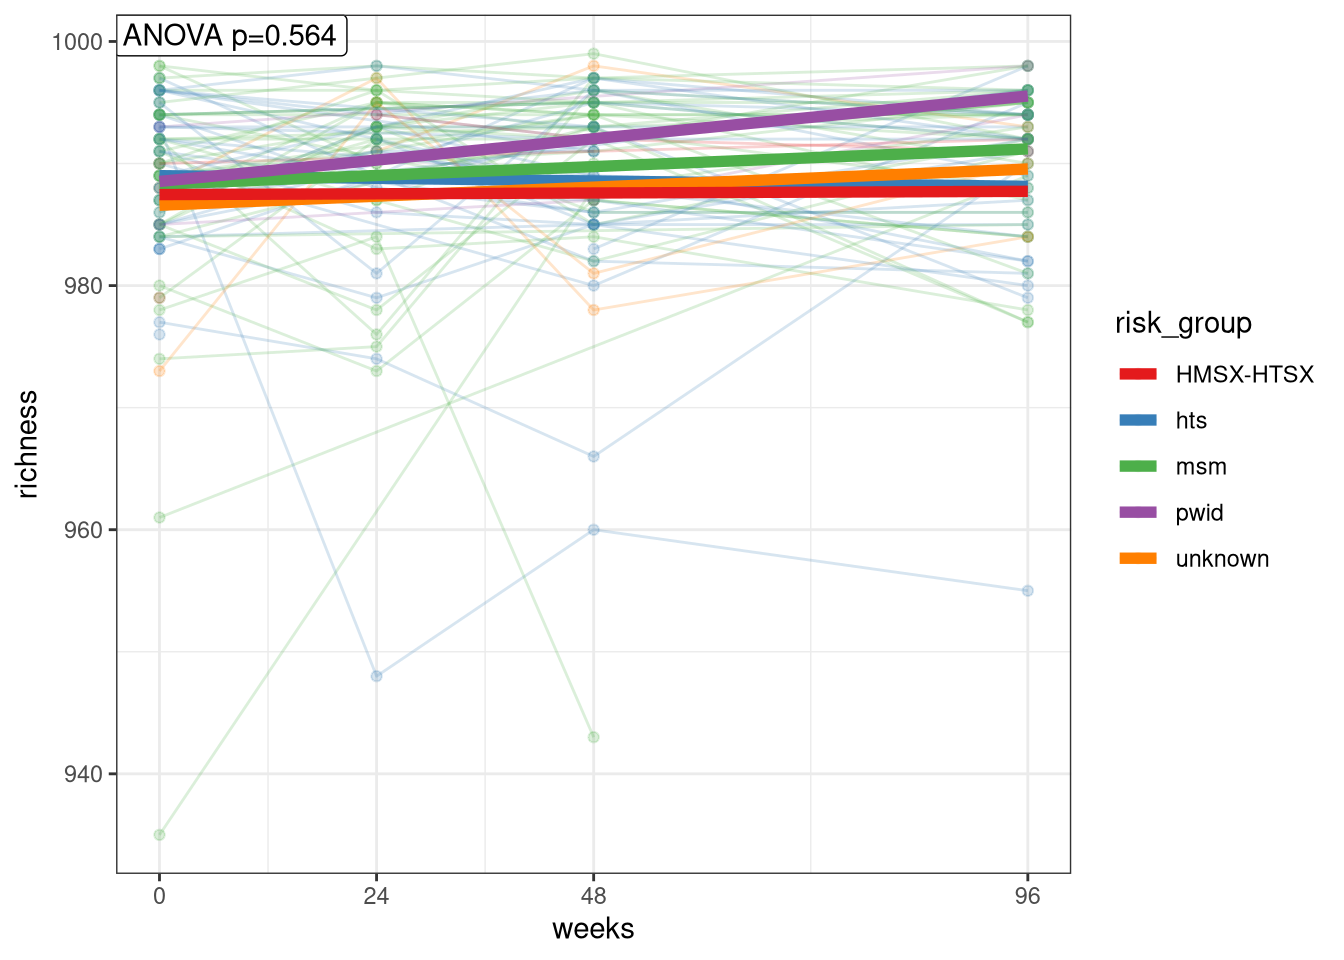 ANOVA p=0.564
1000
980
960
940
richness
0 24 48 96
weeks
risk_group
HMSX-HTSX
hts
msm
pwid
unknown